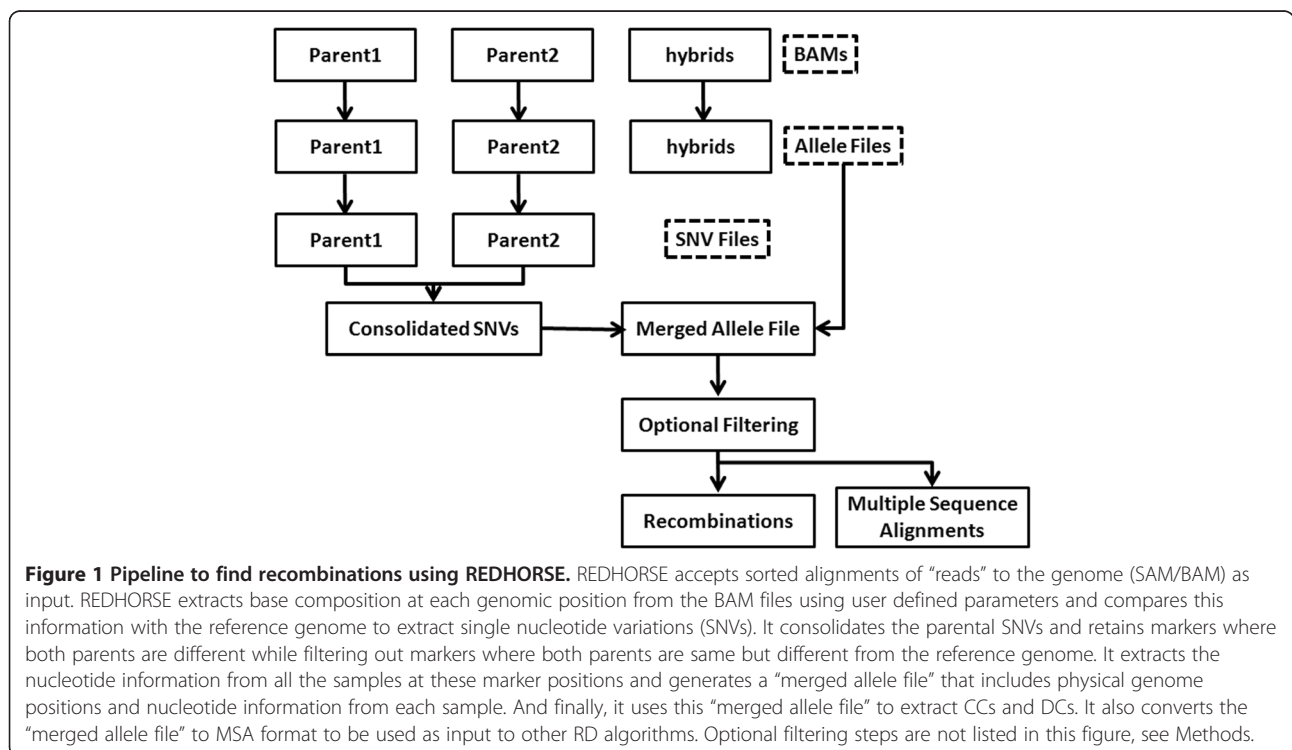 Parent1 Parent2 hybrids BAMs
Parent1 Parent2 hybrids Allele Files
Parent1 Parent2 SNV Files
Consolidated SNVs Merged Allele File
Optional Filtering
Recombinations Multiple Sequence
Alignments
Figure 1 Pipeline to find recombinations using REDHORSE. REDHORSE accepts sorted alignments of “reads” to the genome (SAM/BAM) as
input. REDHORSE extracts base composition at each genomic position from the BAM files using user defined parameters and compares this
information with the reference genome to extract single nucleotide variations (SNVs). It consolidates the parental SNVs and retains markers where
both parents are different while filtering out markers where both parents are same but different from the reference genome. It extracts the
nucleotide information from all the samples at these marker positions and generates a “merged allele file” that includes physical genome
positions and nucleotide information from each sample. And finally, it uses this “merged allele file” to extract CCs and DCs. It also converts the
“merged allele file” to MSA format to be used as input to other RD algorithms. Optional filtering steps are not listed in this figure, see Methods.